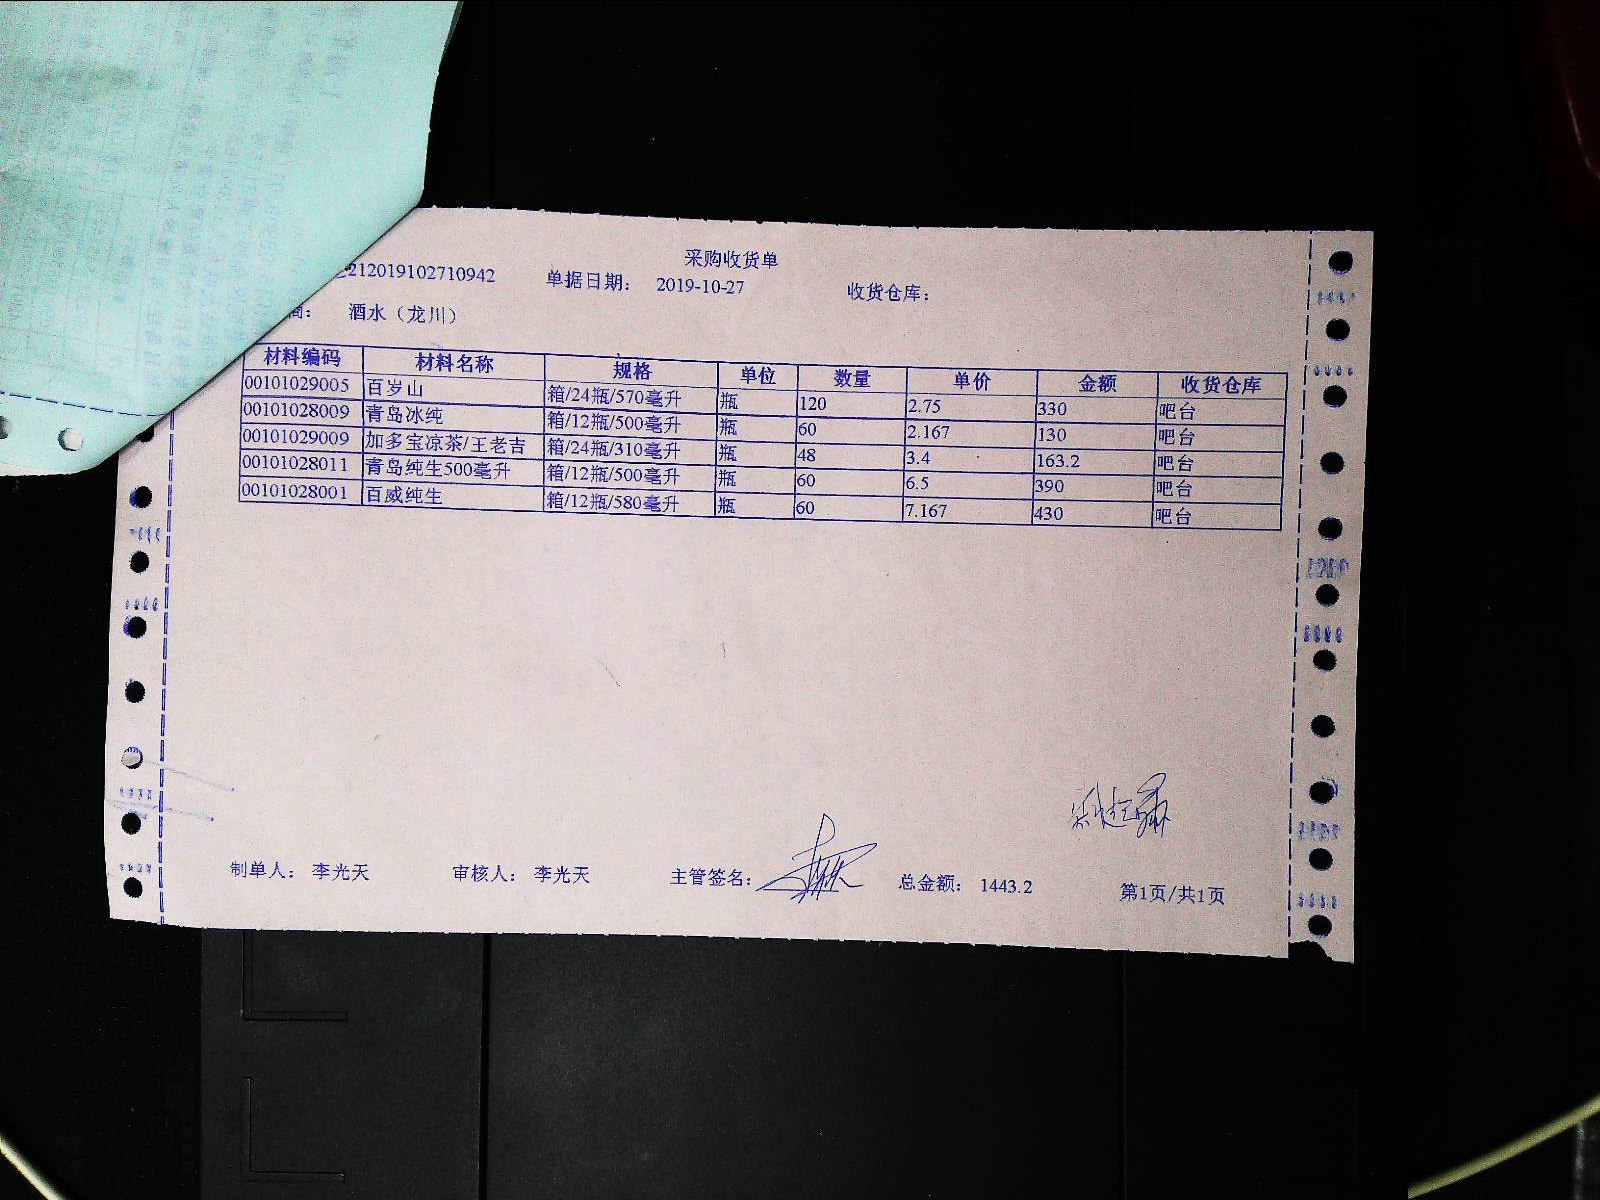 采购收货单
212019102710942 单据日期： 2019-10-27 收货仓库：
商： 酒水（龙川）
材料编码 材料名称 规格 单位 数量 单价 金额 收货仓库
00101029005 百岁山 箱/24瓶/570毫升 瓶 120 2.75 330 吧台
00101028009 青岛冰纯 箱/12瓶/500毫升 瓶 60 2.167 130 吧台
00101029009 加多宝凉茶/王老吉 箱/24瓶/310毫升 瓶 48 3.4 163.2 吧台
00101028011 青岛纯生500毫升 箱/12瓶/500毫升 瓶 60 6.5 390 吧台
00101028001 百威纯生 箱/12瓶/580毫升 瓶 60 7.167 430 吧台
制单人： 李光天 审核人： 李光天 主管签名： 总金额： 1443.2 第1页/共1页